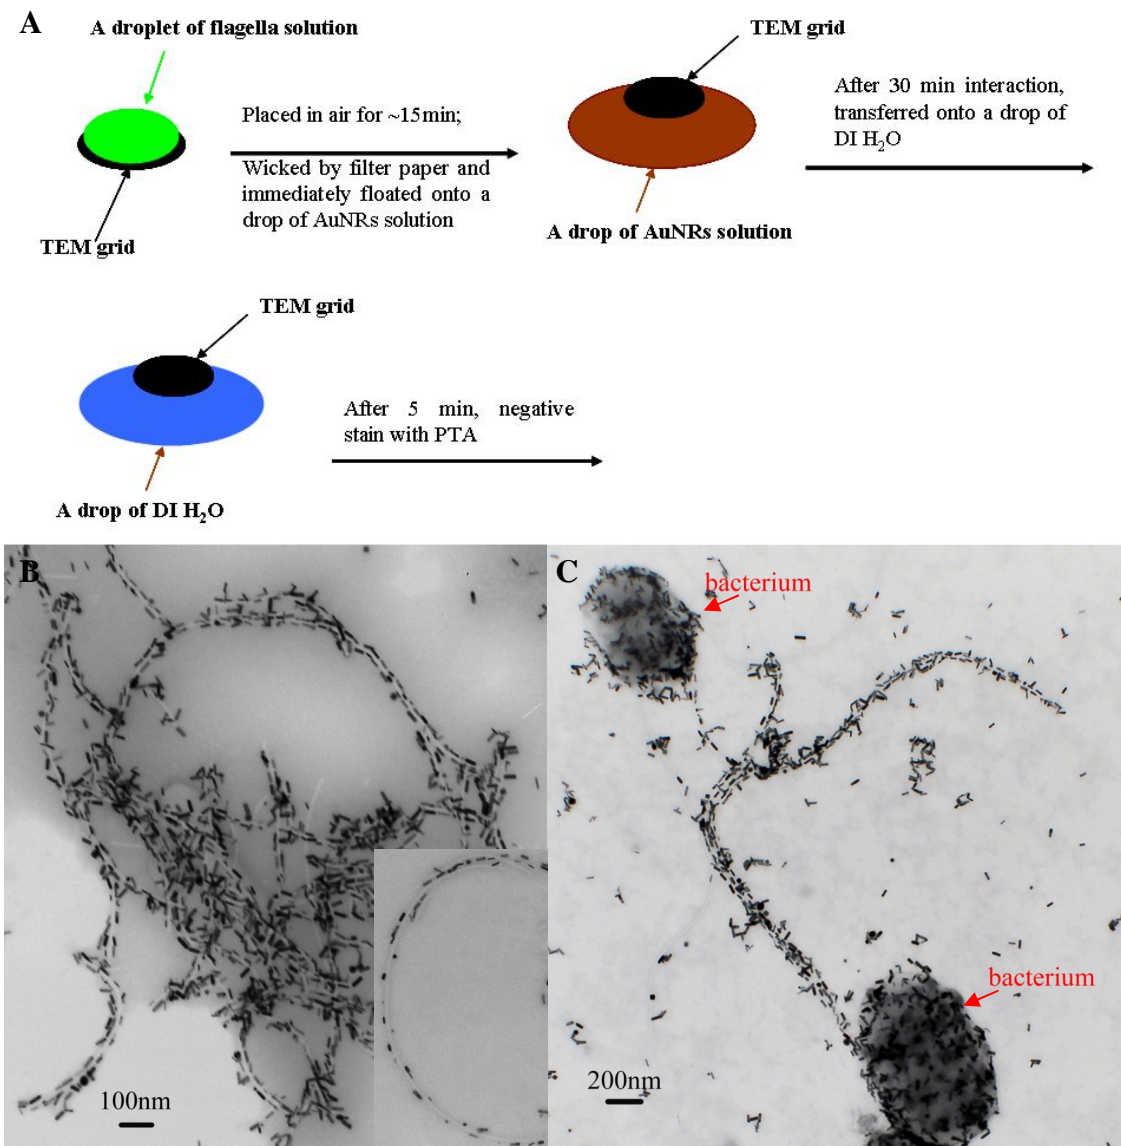 A
A droplet of flagella solution
TEM grid
Placed in air for ~15min;
Wicked by filter paper and
immediately floated onto a
drop of AuNRs solution
TEM grid
A drop of AuNRs solution
After 30 min interaction,
transferred onto a drop of
DI H₂O
TEM grid
A drop of DI H₂O
After 5 min, negative
stain with PTA
B
100nm
C
bacterium
bacterium
200nm